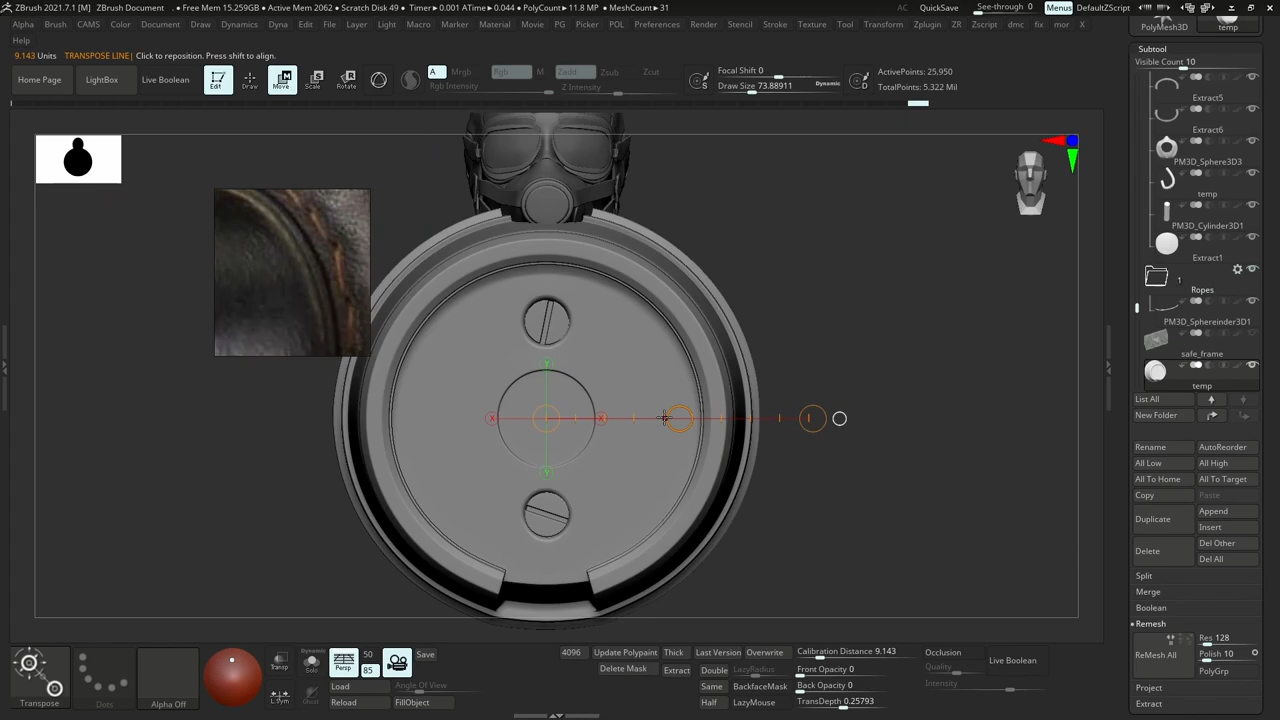 ZBrush 2021.7.1 [M] ZBrush Document . • Free Mem 15.259GB • Active Mem 2062 • Scratch Disk 49 • Timer▸0.001 ATime▸0.044 • PolyCount▸11.8 MP • MeshCount▸31 AC QuickSave See-through 0 Menus DefaultZScript
Alpha Brush CAMS Color Document Draw Dynamics Dyna Edit File Topo Layer Light Macro Marker Material Movie PG Picker POL Preferences Render Stencil Stroke Texture Tool Transform ZPlugin ZR Zscript dmc fix mor X
Help
9.143 Units TRANSPOSE LINE| Click to reposition. Press shift to align.
Home Page LightBox Live Boolean Edit Draw Move Scale Rotate A Mrgb Rgb M Zadd Zsub Zcut
Rgb Intensity Z Intensity
S Focal Shift 0
Draw Size 73.88911 Dynamic D
ActivePoints: 25,950
TotalPoints: 5.322 Mil
PolyMesh3D temp
Subtool
Visible Count 10
Extract5
Extract6
PM3D_Sphere3D3
temp
PM3D_Cylinder3D1
Extract1
1
Ropes
PM3D_Sphereinder3D1
safe_frame
temp
List All
New Folder
Rename AutoReorder
All Low All High
All To Home All To Target
Copy Paste
Duplicate Append
Insert
Delete Del Other
Del All
Split
Merge
Boolean
Remesh
ReMesh All Res 128
Polish 10
PolyGrp
Project
Extract
Y
X X
Y
Transpose Dots Alpha Off
Transp
L.Sym
Dynamic
Solo
Ghost
Persp 50
85
Save
Load Angle Of View
Reload FillObject
4096 Update Polypaint Thick Last Version Overwrite Calibration Distance 9.143 Occlusion Live Boolean
Delete Mask Extract Double LazyRadius Front Opacity 0 Quality
Same BackfaceMask Back Opacity 0 Intensity
Half LazyMouse TransDepth 0.25793